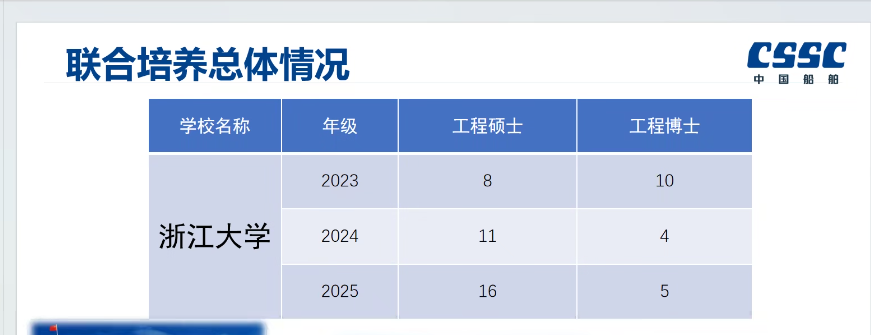 联合培养总体情况
CSSC
中国船舶
学校名称 年级 工程硕士 工程博士
浙江大学
2023 8 10
2024 11 4
2025 16 5